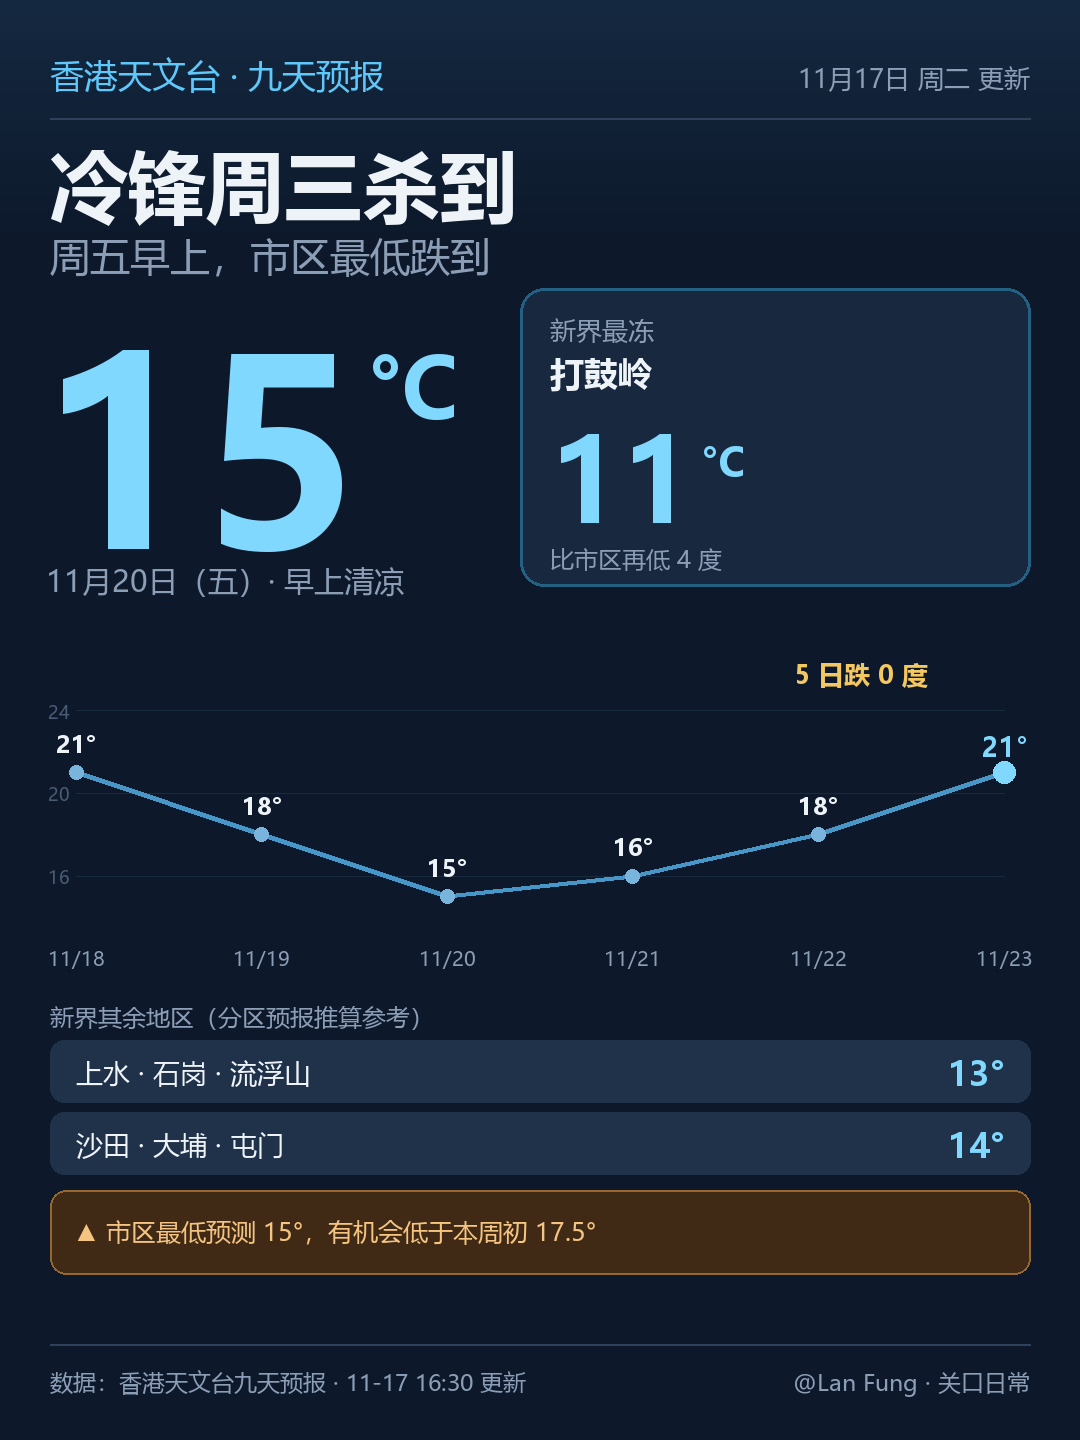 香港天文台 · 九天预报
11月17日 周二 更新
冷锋周三杀到
周五早上，市区最低跌到
15°C
11月20日（五）· 早上清凉
新界最冻
打鼓岭
11°C
比市区再低 4 度
5 日跌 0 度
24
20
16
21°
18°
15°
16°
18°
21°
11/18
11/19
11/20
11/21
11/22
11/23
新界其余地区（分区预报推算参考）
上水 · 石岗 · 流浮山
13°
沙田 · 大埔 · 屯门
14°
▲ 市区最低预测 15°，有机会低于本周初 17.5°
数据：香港天文台九天预报 · 11-17 16:30 更新
@Lan Fung · 关口日常